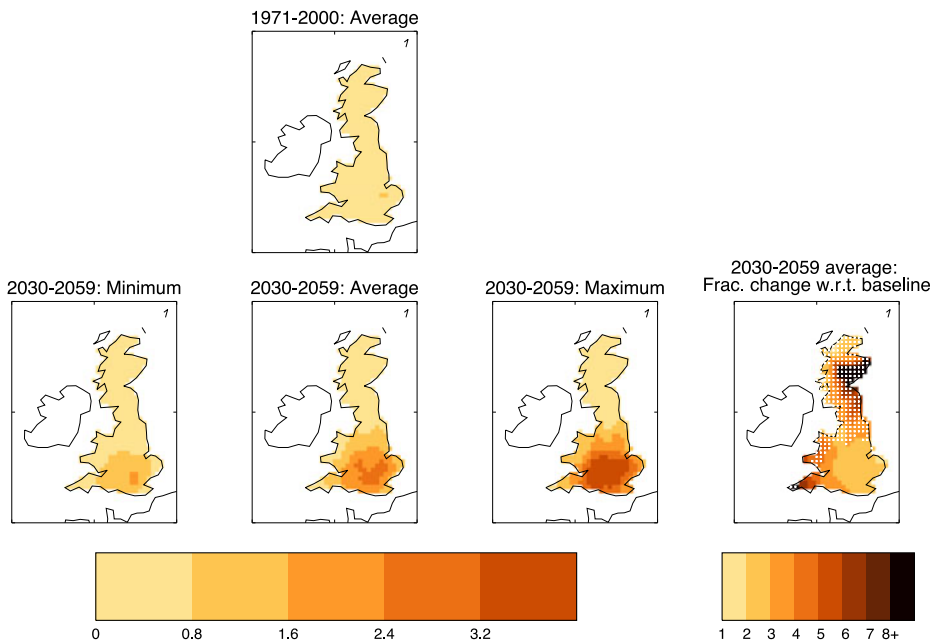 1971-2000: Average
1
2030-2059: Minimum
1
2030-2059: Average
2030-2059: Maximum
1
2030-2059 average:
Frac. change w.r.t. baseline
0 0.8 1.6 2.4 3.2
1 2 3 4 5 6 7 8+